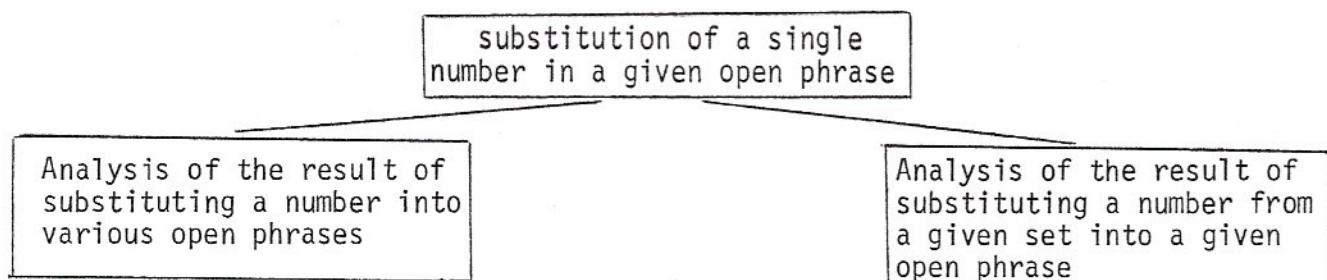 substitution of a single
number in a given open phrase
Analysis of the result of
substituting a number into
various open phrases
Analysis of the result of
substituting a number from
a given set into a given
open phrase